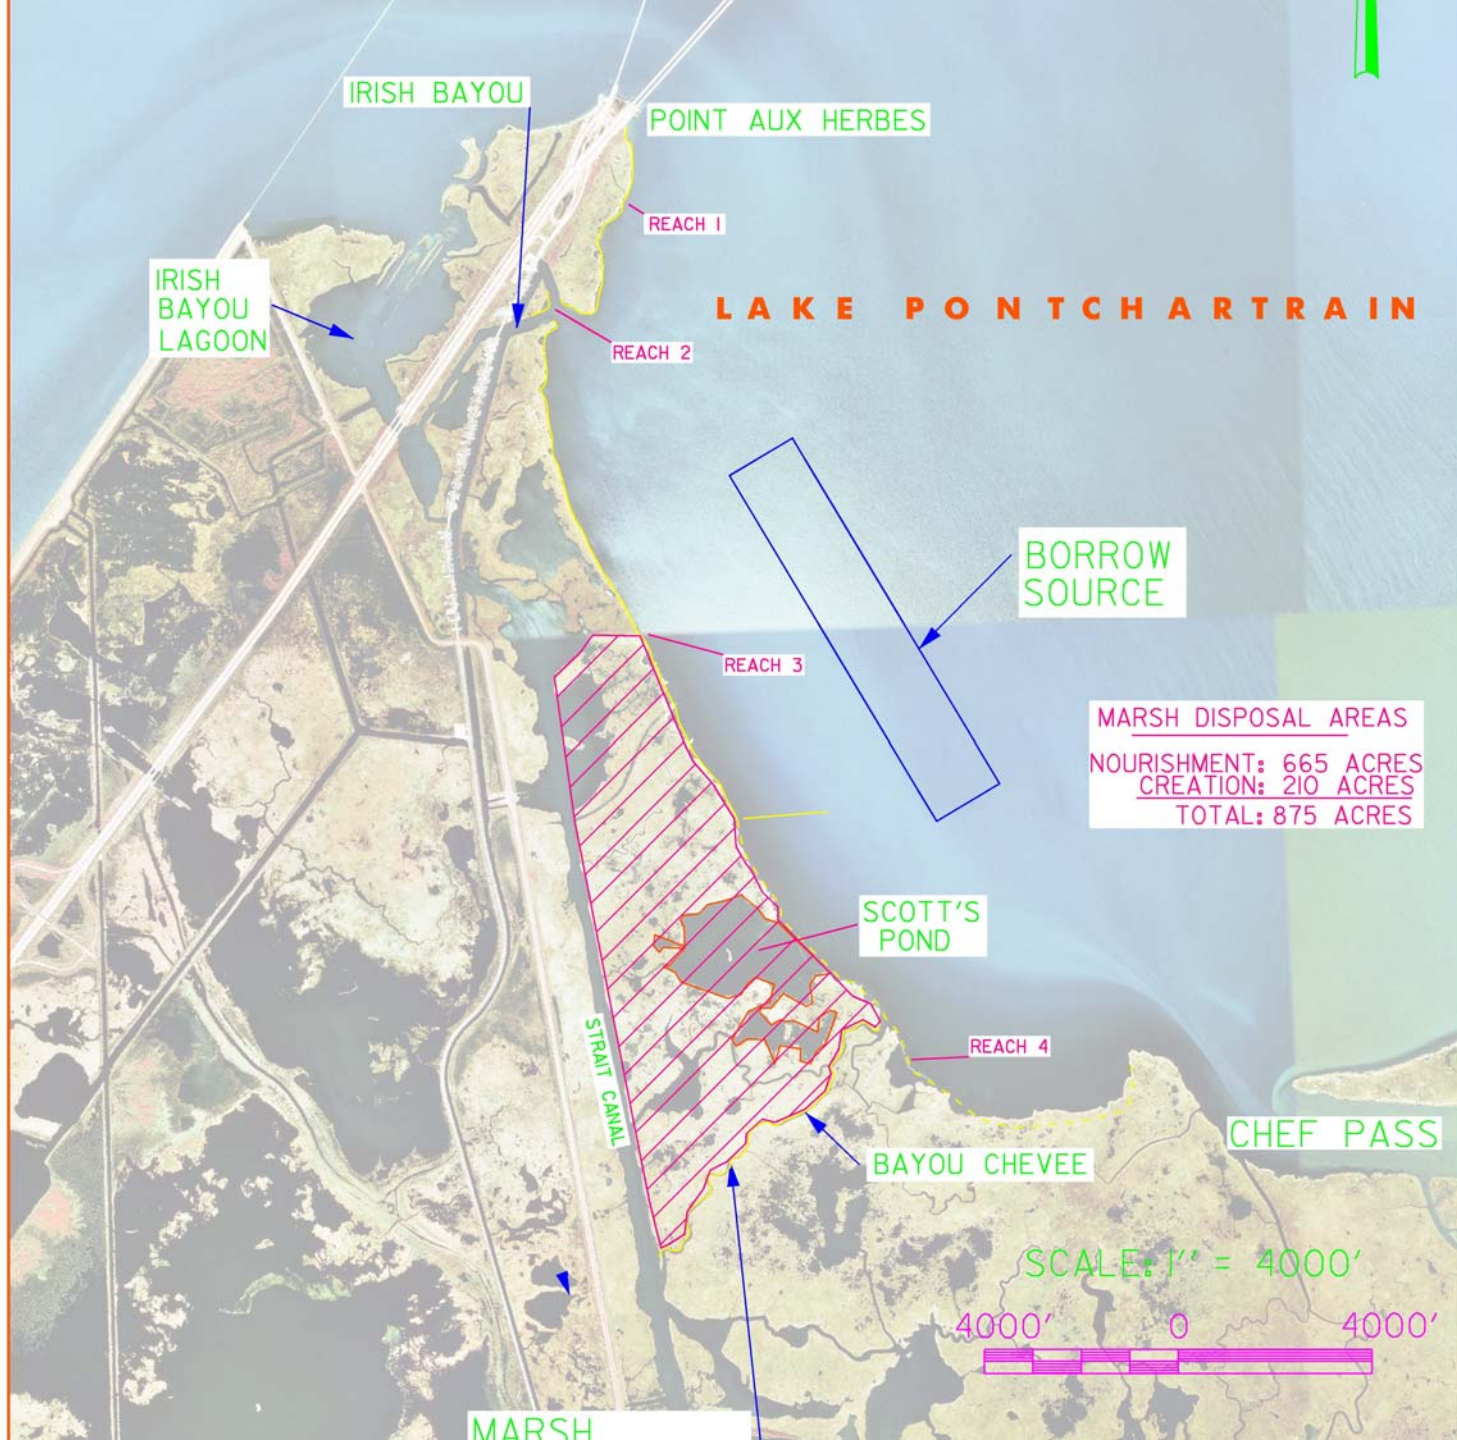 IRISH BAYOU
POINT AUX HERBES
REACH 1
IRISH
BAYOU
LAGOON
LAKE PONTCHARTRAIN
REACH 2
BORROW
SOURCE
REACH 3
MARSH DISPOSAL AREAS
NOURISHMENT: 665 ACRES
CREATION: 210 ACRES
TOTAL: 875 ACRES
SCOTT'S
POND
STRAIT CANAL
REACH 4
CHEF PASS
BAYOU CHEVEE
SCALE: 1'' = 4000'
4000' 0 4000'
MARSH